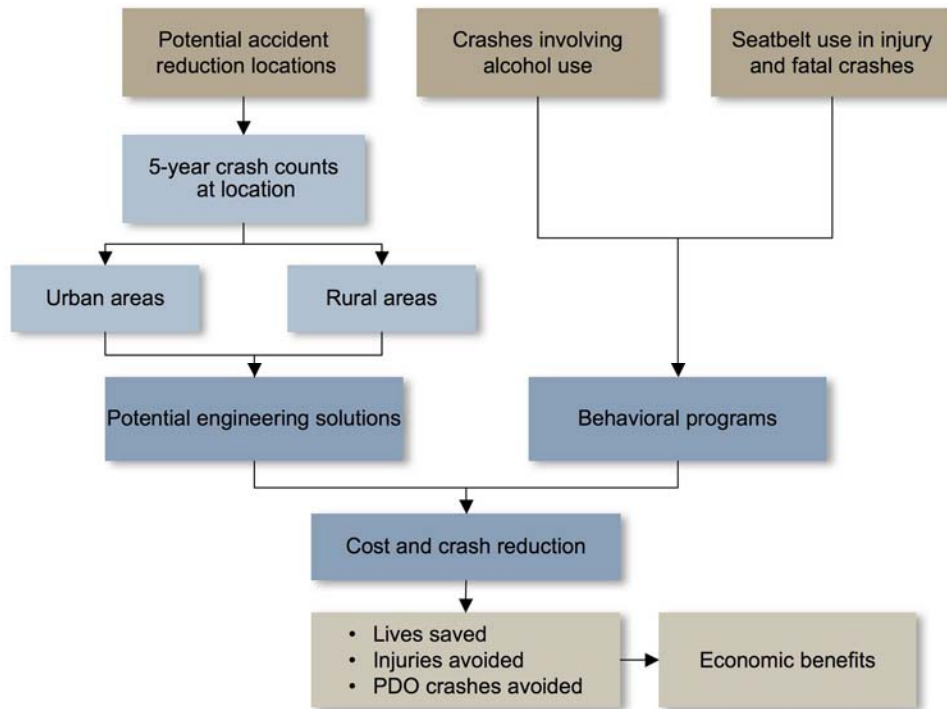 Potential accident
reduction locations
Crashes involving
alcohol use
Seatbelt use in injury
and fatal crashes
5-year crash counts
at location
Urban areas
Rural areas
Potential engineering solutions
Behavioral programs
Cost and crash reduction
• Lives saved
• Injuries avoided
• PDO crashes avoided
Economic benefits